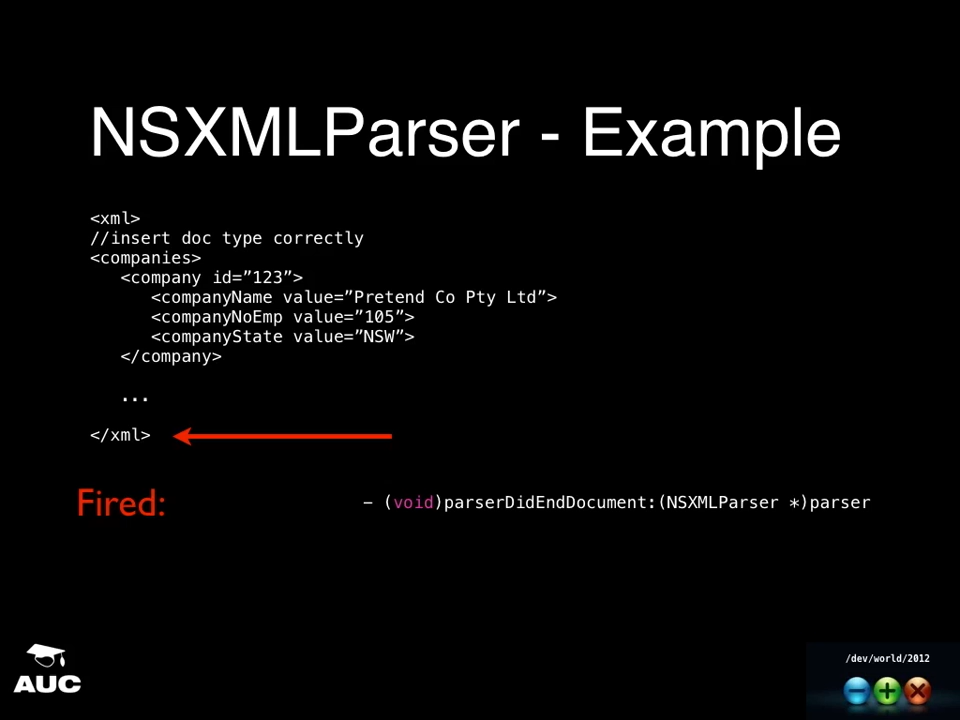 NSXMLParser - Example
<xml>
//insert doc type correctly
<companies>
<company id=”123”>
<companyName value=”Pretend Co Pty Ltd”>
<companyNoEmp value=”105”>
<companyState value=”NSW”>
</company>
...
</xml>
Fired:
- (void)parserDidEndDocument:(NSXMLParser *)parser
AUC
/dev/world/2012